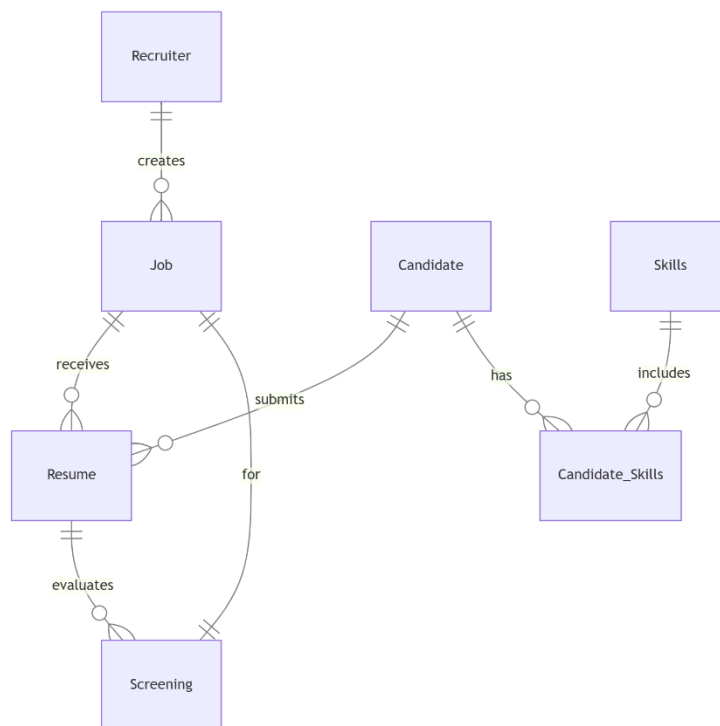 Recruiter
creates
Job
Candidate
Skills
receives
submits
has
includes
Resume
for
Candidate_Skills
evaluates
Screening